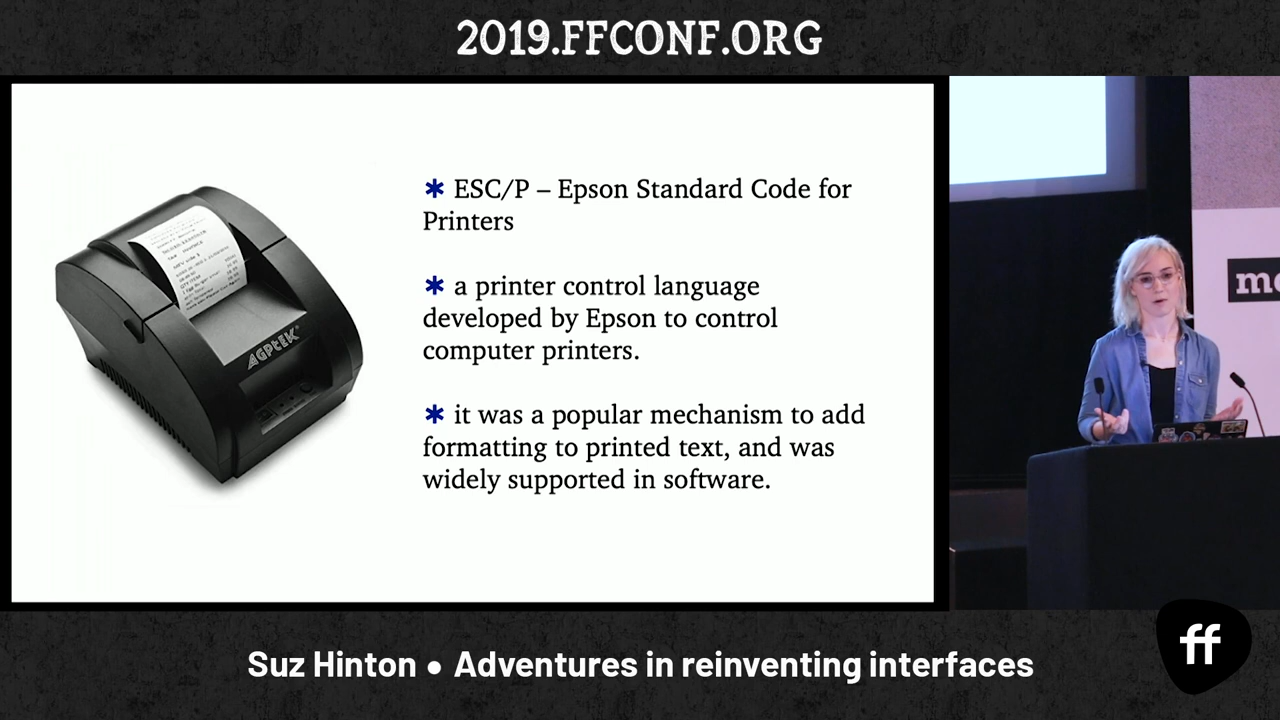 2019.FFCONF.ORG
✱ ESC/P – Epson Standard Code for
Printers
✱ a printer control language
developed by Epson to control
computer printers.
✱ it was a popular mechanism to add
formatting to printed text, and was
widely supported in software.
AGPtEK
ff
Suz Hinton ● Adventures in reinventing interfaces